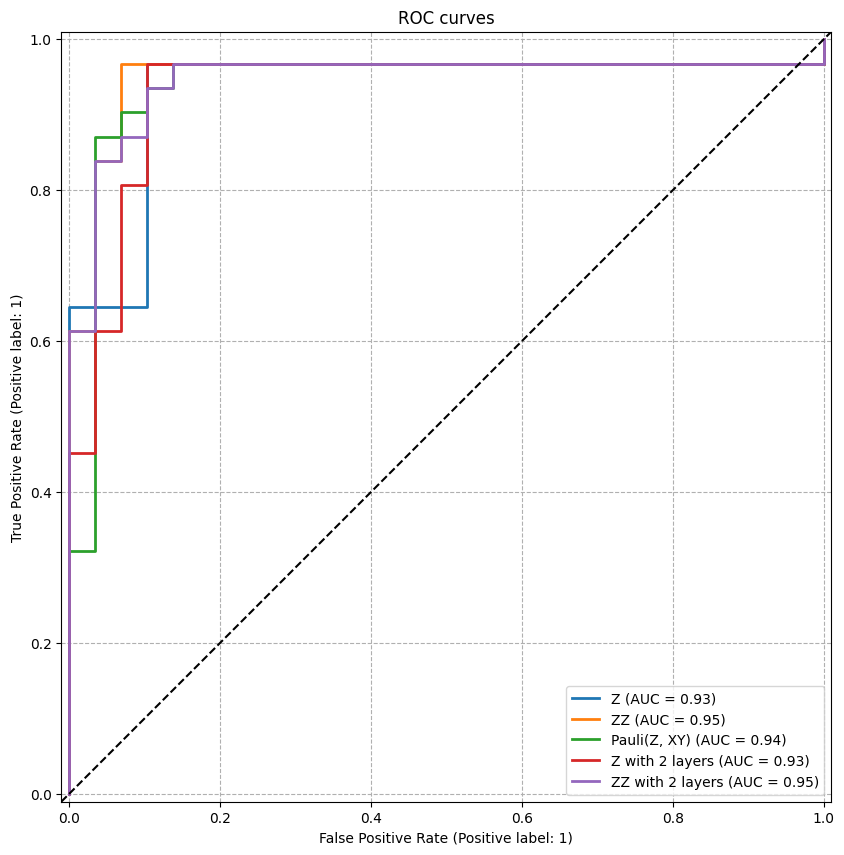 ROC curves
True Positive Rate (Positive label: 1)
1.0
0.8
0.6
0.4
0.2
0.0
Z (AUC = 0.93)
ZZ (AUC = 0.95)
Pauli(Z, XY) (AUC = 0.94)
Z with 2 layers (AUC = 0.93)
ZZ with 2 layers (AUC = 0.95)
0.0 0.2 0.4 0.6 0.8 1.0
False Positive Rate (Positive label: 1)